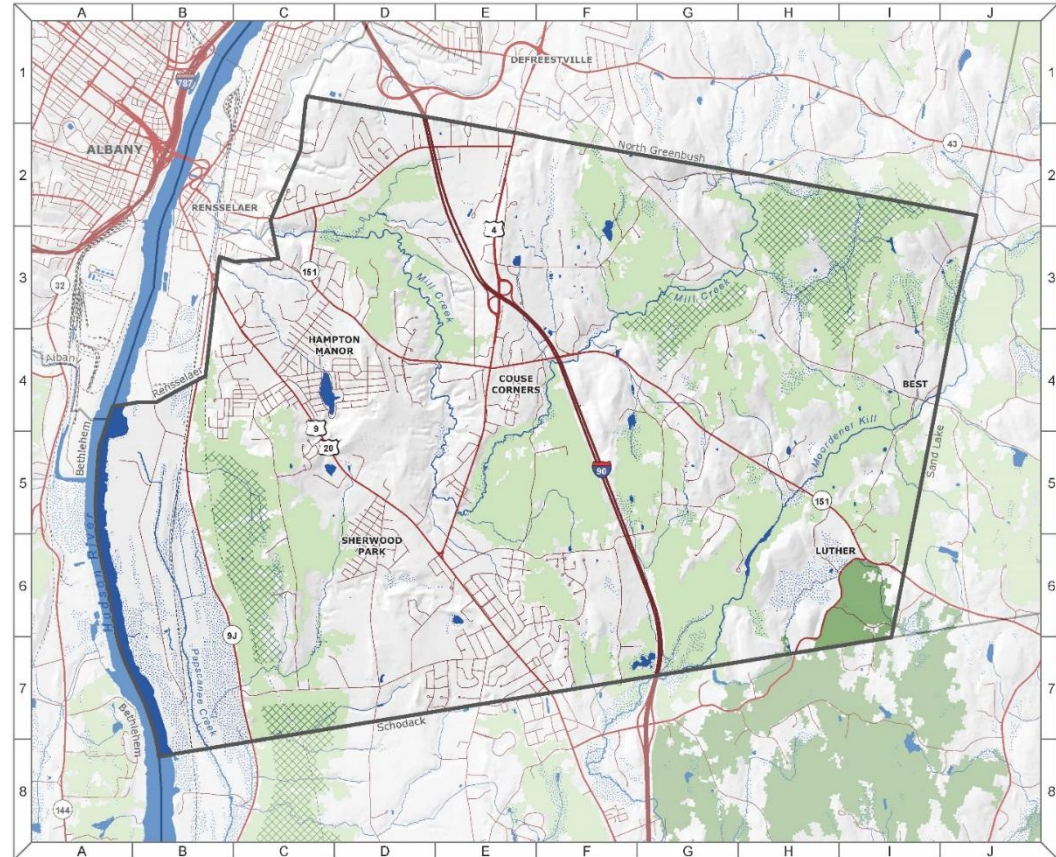 A B C D E F G H I J
1 1
DEFREESTVILLE
787
ALBANY
North Greenbush
43
2 2
RENSSELAER
4
151
3 3
32
Mill Creek
Mill Creek
HAMPTON
MANOR
Alban
Rensselaer
COUSE
CORNERS
BEST
4 4
9
20
Bethlehem
Moordener Kill
Sand Lake
90
5 5
151
Hudson River
SHERWOOD
PARK
LUTHER
6 6
9J
Papscanee Creek
7 7
Bethlehem
Schodack
8 8
144
A B C D E F G H I J